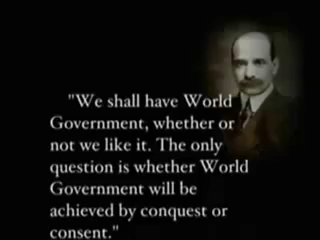 "We shall have World
Government, whether or
not we like it. The only
question is whether World
Government will be
achieved by conquest or
consent."